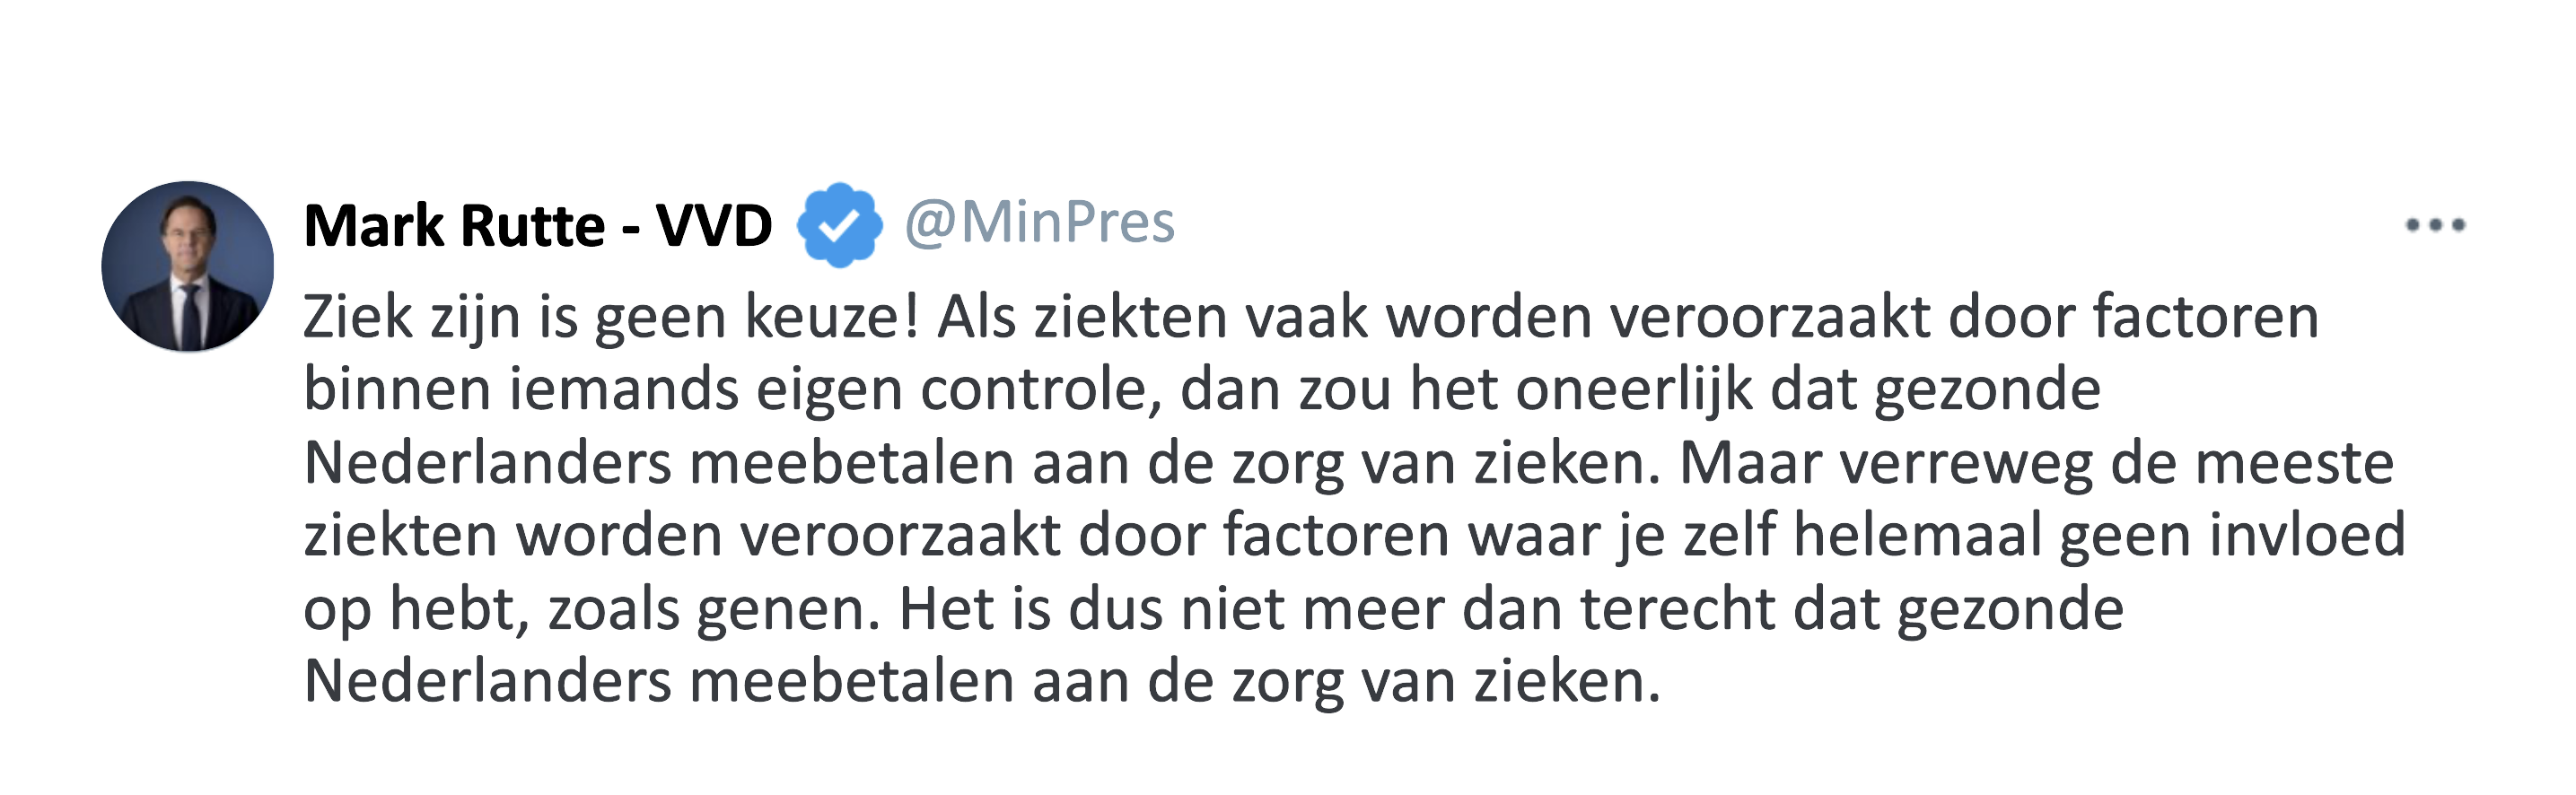 Mark Rutte - VVD @MinPres
Ziek zijn is geen keuze! Als ziekten vaak worden veroorzaakt door factoren
binnen iemands eigen controle, dan zou het oneerlijk dat gezonde
Nederlanders meebetalen aan de zorg van zieken. Maar verreweg de meeste
ziekten worden veroorzaakt door factoren waar je zelf helemaal geen invloed
op hebt, zoals genen. Het is dus niet meer dan terecht dat gezonde
Nederlanders meebetalen aan de zorg van zieken.